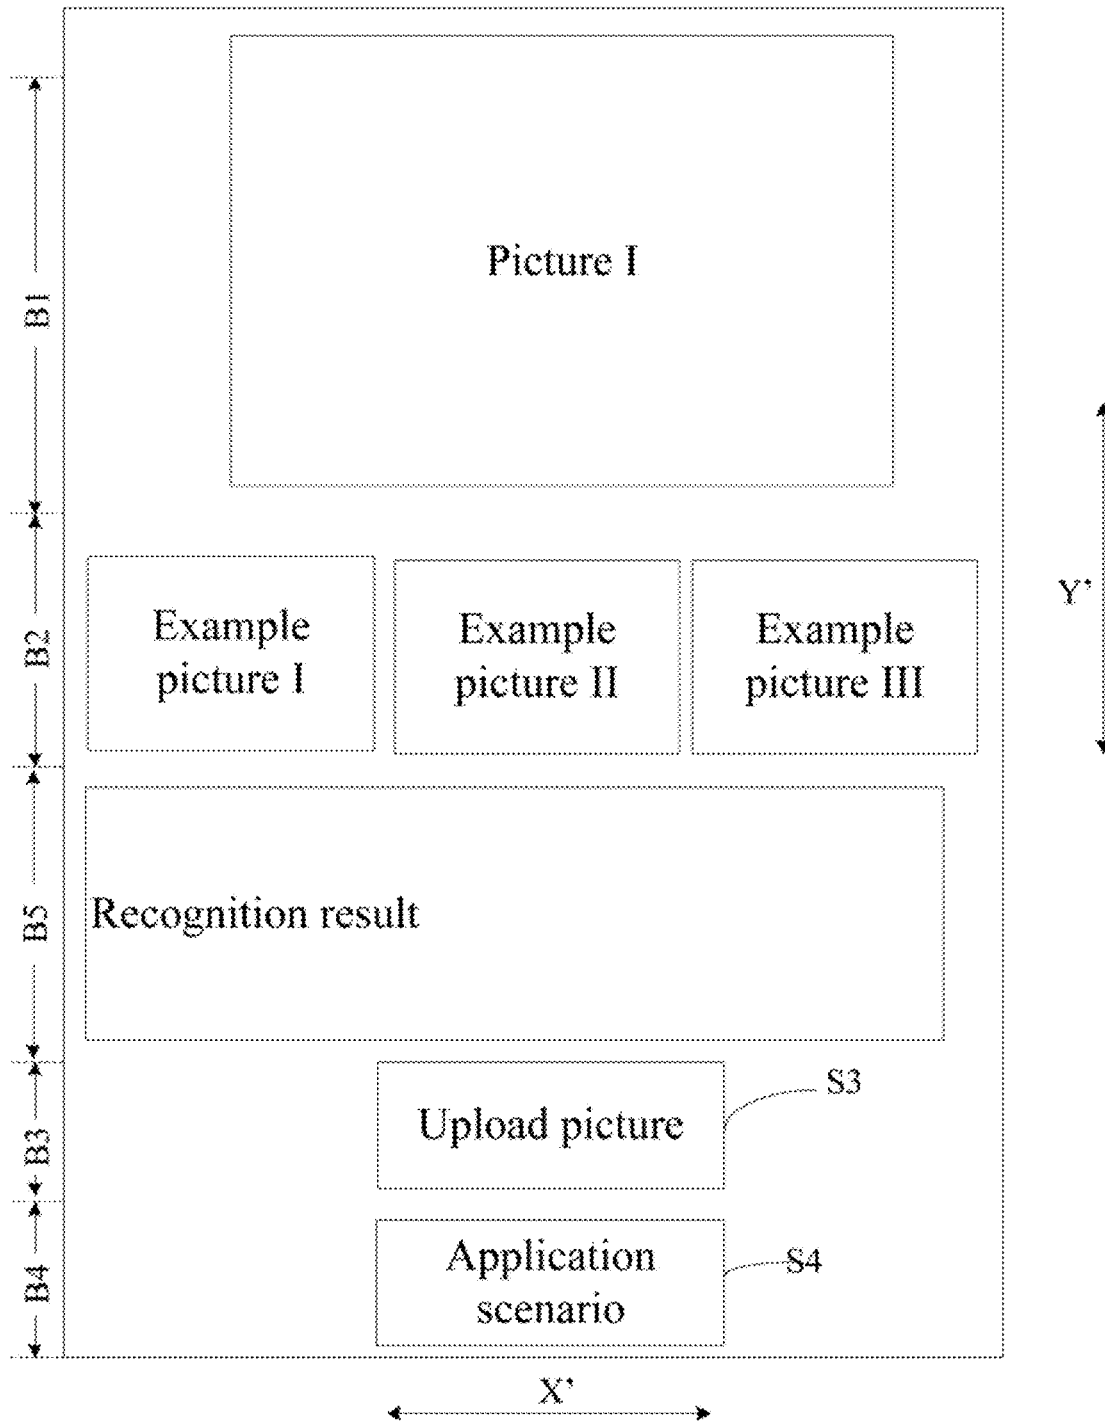 Picture I
B1
Y'
B2
Example
picture I
Example
picture II
Example
picture III
B5
Recognition result
B3
Upload picture
S3
B4
Application
scenario
S4
X'